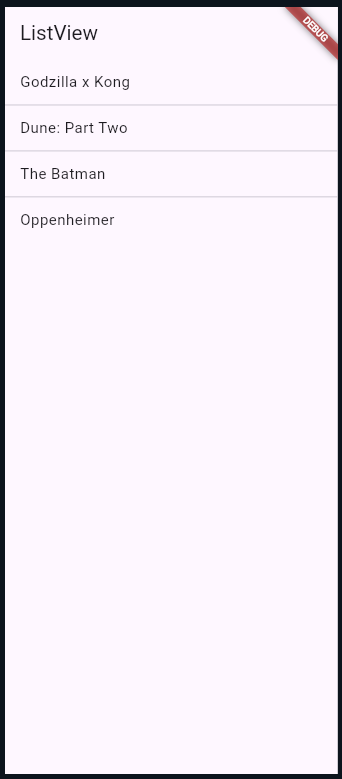 ListView
DEBUG
Godzilla x Kong
Dune: Part Two
The Batman
Oppenheimer